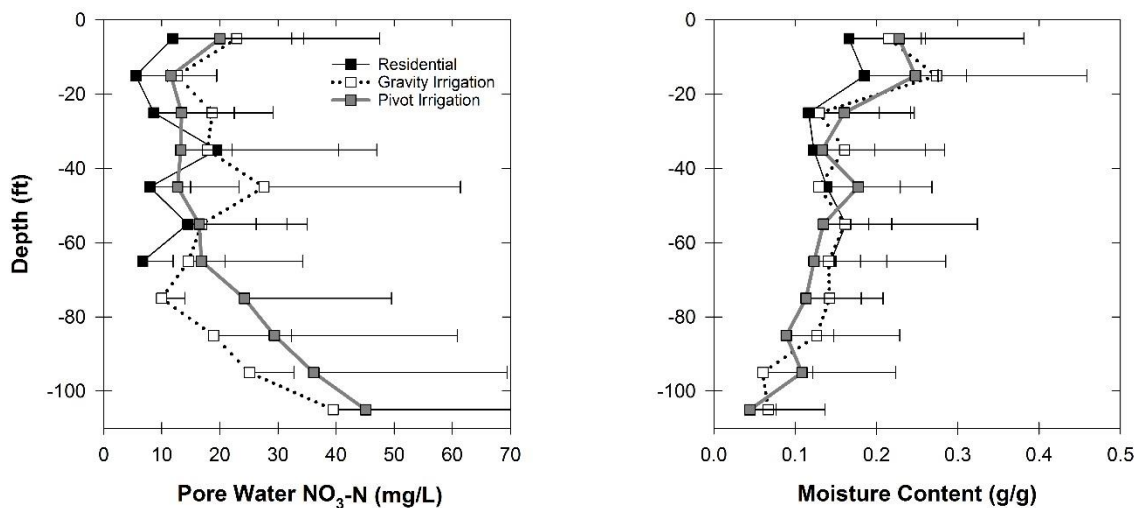 0
-20
-40
-60
-80
-100
Depth (ft)
Residential
Gravity Irrigation
Pivot Irrigation
0 10 20 30 40 50 60 70
Pore Water NO3-N (mg/L)
0
-20
-40
-60
-80
-100
0.0 0.1 0.2 0.3 0.4 0.5
Moisture Content (g/g)